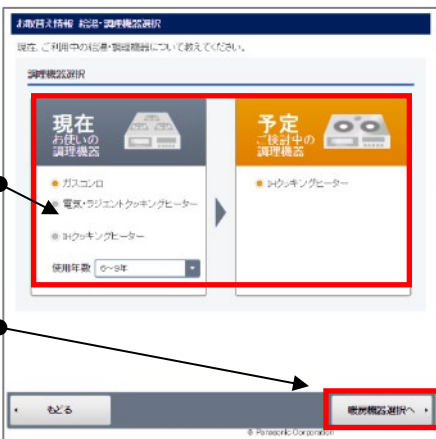 お取替え情報 給湯・調理機器選択
現在、ご利用中の給湯・調理機器について教えてください。
調理機器選択
現在
お使いの
調理機器
ガスコンロ
電気・ラジエントクッキングヒーター
IHクッキングヒーター
使用年数 6～9年
予定
ご検討中の
調理機器
IHクッキングヒーター
もどる
暖房機器選択へ
© Panasonic Corporation